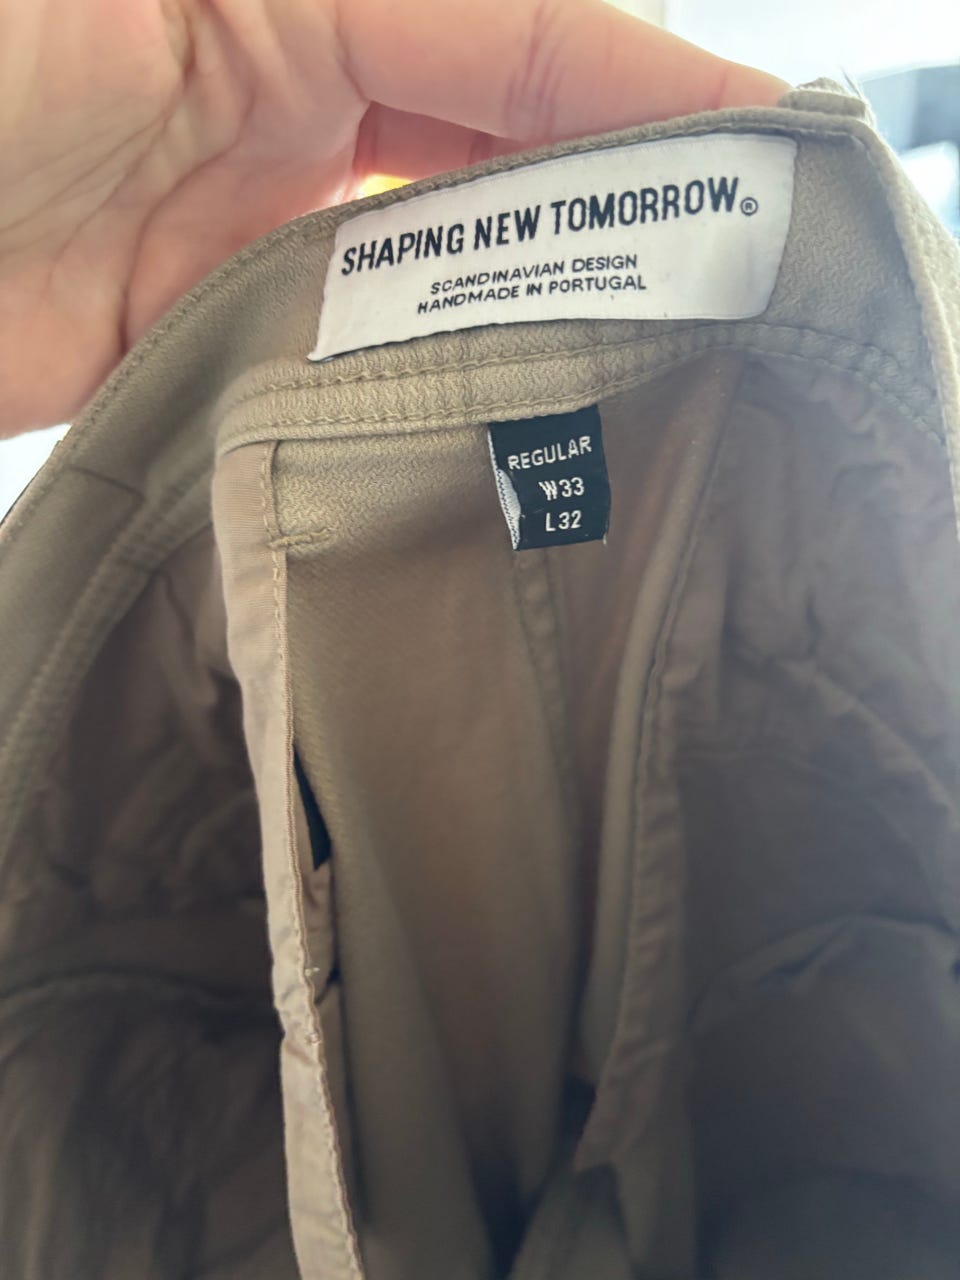 SHAPING NEW TOMORROW®
SCANDINAVIAN DESIGN
HANDMADE IN PORTUGAL
REGULAR
W33
L32